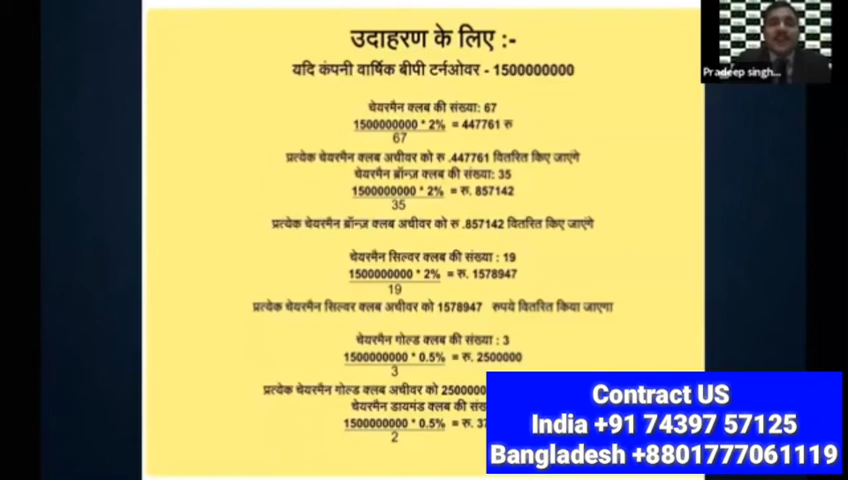 उदाहरण के लिए :-
यदि कंपनी वार्षिक बीपी टर्नओवर - 1500000000
चेयरमैन क्लब की संख्या: 67
1500000000 * 2% = 447761 रु
67
प्रत्येक चेयरमैन क्लब अचीवर को रु .447761 वितरित किए जाएंगे
चेयरमैन ब्रॉन्ज़ क्लब की संख्या: 35
1500000000 * 2% = रु. 857142
35
प्रत्येक चेयरमैन ब्रॉन्ज़ क्लब अचीवर को रु .857142 वितरित किए जाएंगे
चेयरमैन सिल्वर क्लब की संख्या : 19
1500000000 * 2% = रु. 1578947
19
प्रत्येक चेयरमैन सिल्वर क्लब अचीवर को 1578947 रुपये वितरित किया जाएगा
चेयरमैन गोल्ड क्लब की संख्या : 3
1500000000 * 0.5% = रु. 2500000
3
प्रत्येक चेयरमैन गोल्ड क्लब अचीवर को 2500000
चेयरमैन डायमंड क्लब की
1500000000 * 0.5% = रु.
2
Pradeep singh...
Contract US
India +91 74397 57125
Bangladesh +8801777061119